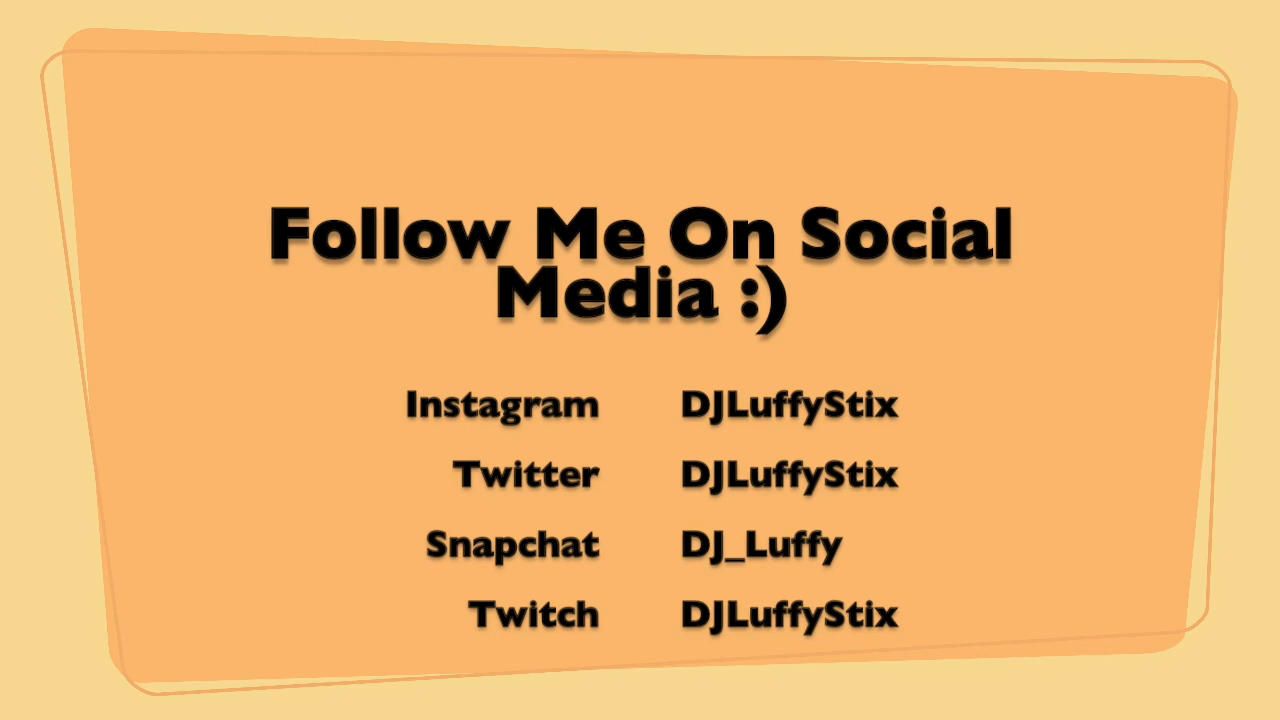 Follow Me On Social
Media :)
Instagram DJLuffyStix
Twitter DJLuffyStix
Snapchat DJ_Luffy
Twitch DJLuffyStix